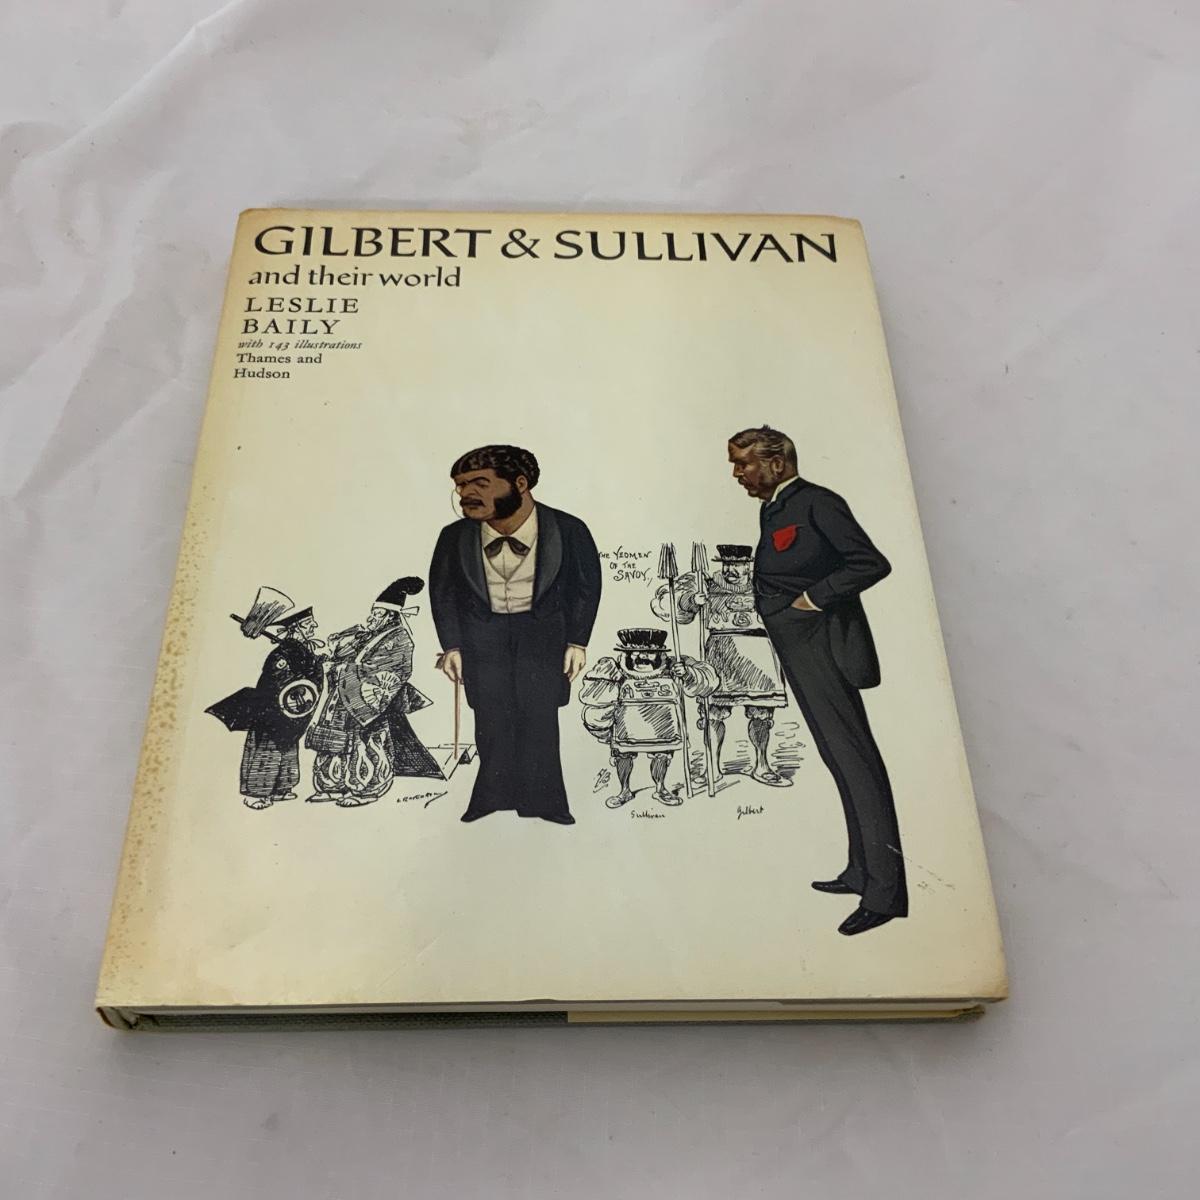 GILBERT & SULLIVAN
and their world
LESLIE
BAILY
with 143 illustrations
Thames and
Hudson
THE YEOMEN
OF THE
SAVOY.
Sullivan
Gilbert